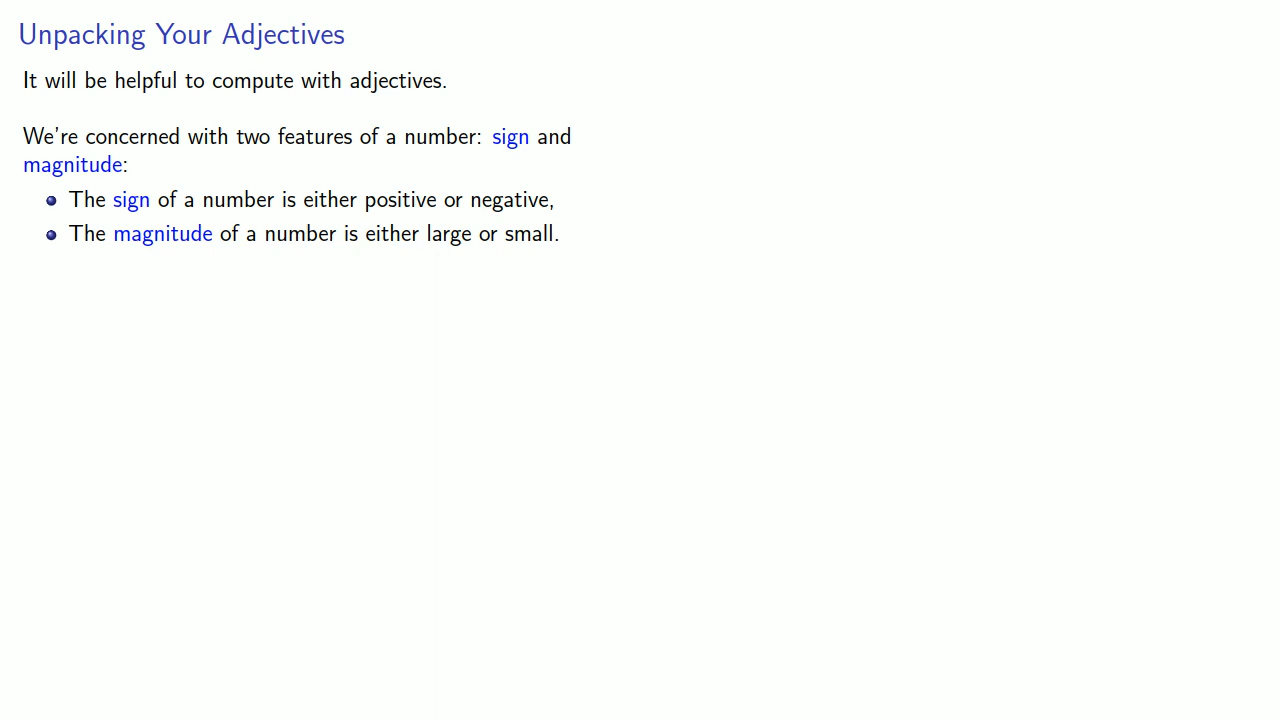 Unpacking Your Adjectives
It will be helpful to compute with adjectives.
We're concerned with two features of a number: sign and
magnitude:
The sign of a number is either positive or negative,
The magnitude of a number is either large or small.